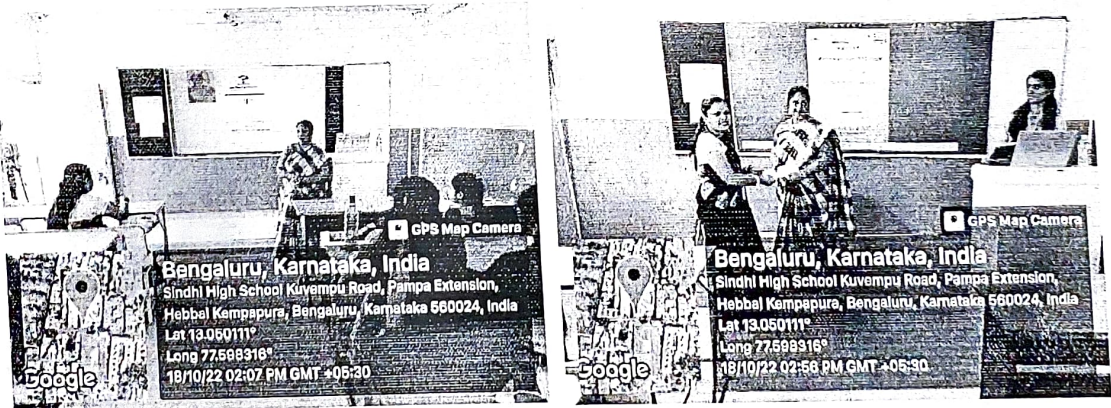 GPS Map Camera
Bengaluru, Karnataka, India
Sindhi High School Kuvempu Road, Pampa Extension,
Hebbal Kempapura, Bengaluru, Karnataka 560024, India
Lat 13.050111°
Long 77.598316°
18/10/22 02:07 PM GMT +05:30
Google
GPS Map Camera
Bengaluru, Karnataka, India
Sindhi High School Kuvempu Road, Pampa Extension,
Hebbal Kempapura, Bengaluru, Karnataka 560024, India
Lat 13.050111°
Long 77.598316°
18/10/22 02:56 PM GMT +05:30
Google